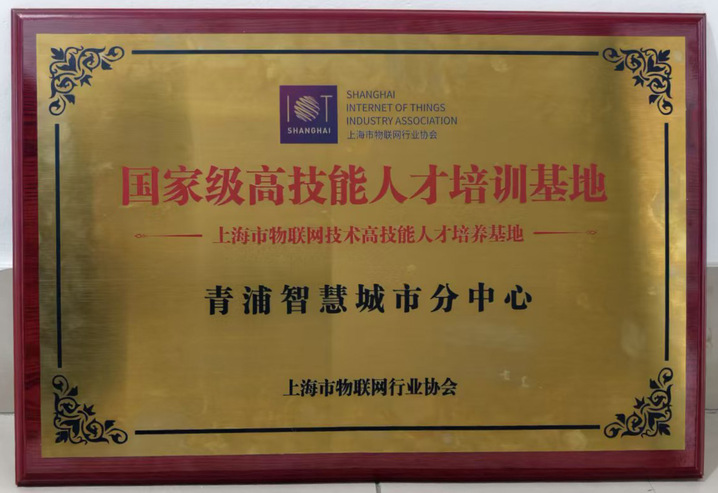 IOT
SHANGHAI
SHANGHAI
INTERNET OF THINGS
INDUSTRY ASSOCIATION
上海市物联网行业协会
国家级高技能人才培训基地
上海市物联网技术高技能人才培养基地
青浦智慧城市分中心
上海市物联网行业协会